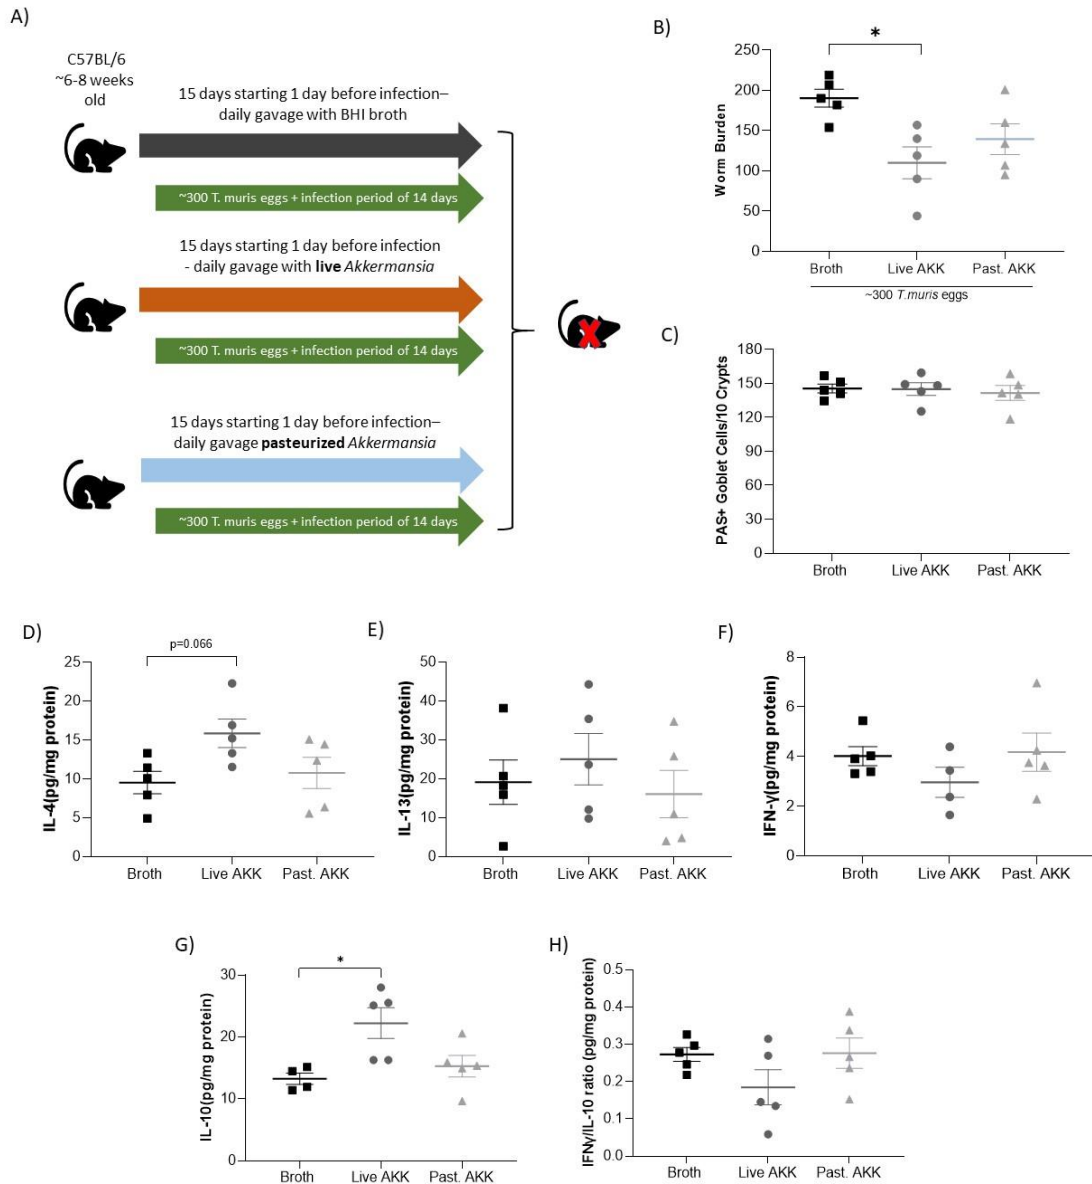 A)
C57BL/6
~6-8 weeks
old
15 days starting 1 day before infection–
daily gavage with BHI broth
~300 T. muris eggs + infection period of 14 days
15 days starting 1 day before infection
- daily gavage with live Akkermansia
~300 T. muris eggs + infection period of 14 days
15 days starting 1 day before infection–
daily gavage pasteurized Akkermansia
~300 T. muris eggs + infection period of 14 days
B)
*
Worm Burden
250
200
150
100
50
0
Broth Live AKK Past. AKK
~300 T.muris eggs
C)
PAS+ Goblet Cells/10 Crypts
180
150
120
90
60
30
0
Broth Live AKK Past. AKK
D)
p=0.066
IL-4(pg/mg protein)
25
20
15
10
5
0
Broth Live AKK Past. AKK
E)
IL-13(pg/mg protein)
50
40
30
20
10
0
Broth Live AKK Past. AKK
F)
IFN-γ(pg/mg protein)
8
6
4
2
0
Broth Live AKK Past. AKK
G)
*
IL-10(pg/mg protein)
30
20
10
0
Broth Live AKK Past. AKK
H)
IFNγ/IL-10 ratio (pg/mg protein)
0.5
0.4
0.3
0.2
0.1
0.0
Broth Live AKK Past. AKK